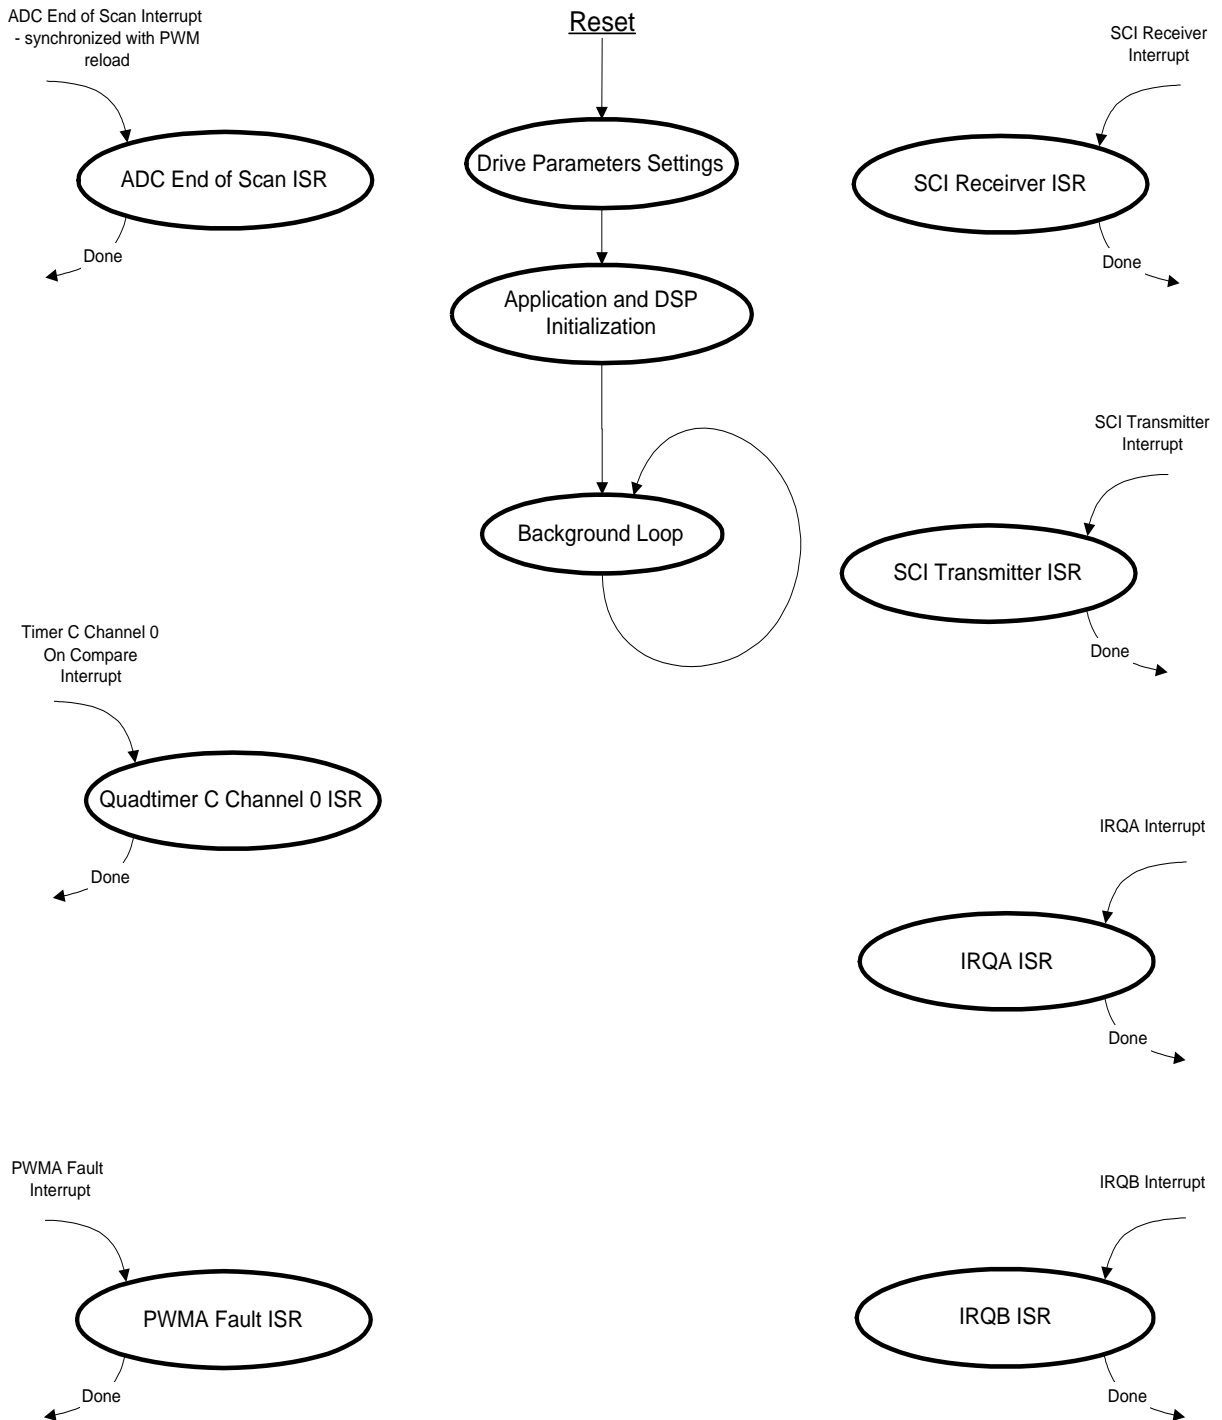 ADC End of Scan Interrupt
- synchronized with PWM
reload
ADC End of Scan ISR
Done
Reset
Drive Parameters Settings
Application and DSP
Initialization
Background Loop
SCI Receiver
Interrupt
SCI Receirver ISR
Done
SCI Transmitter
Interrupt
SCI Transmitter ISR
Done
Timer C Channel 0
On Compare
Interrupt
Quadtimer C Channel 0 ISR
Done
IRQA Interrupt
IRQA ISR
Done
PWMA Fault
Interrupt
PWMA Fault ISR
Done
IRQB Interrupt
IRQB ISR
Done